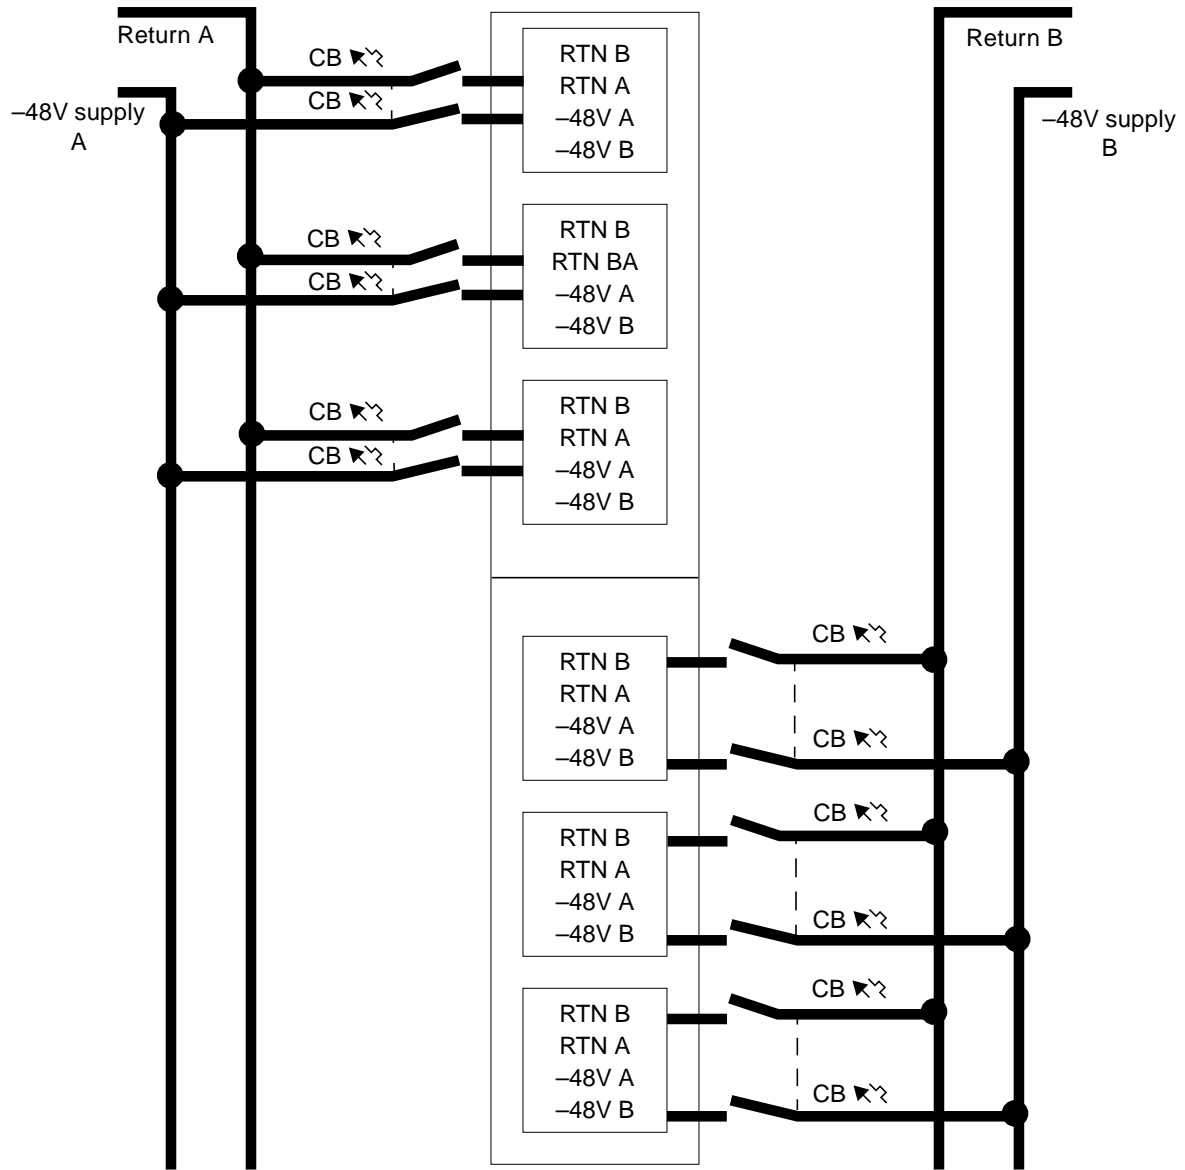 Return A
–48V supply
A
CB
CB
RTN B
RTN A
–48V A
–48V B
Return B
–48V supply
B
CB
CB
RTN B
RTN BA
–48V A
–48V B
CB
CB
RTN B
RTN A
–48V A
–48V B
RTN B
RTN A
–48V A
–48V B
CB
CB
RTN B
RTN A
–48V A
–48V B
CB
CB
RTN B
RTN A
–48V A
–48V B
CB
CB